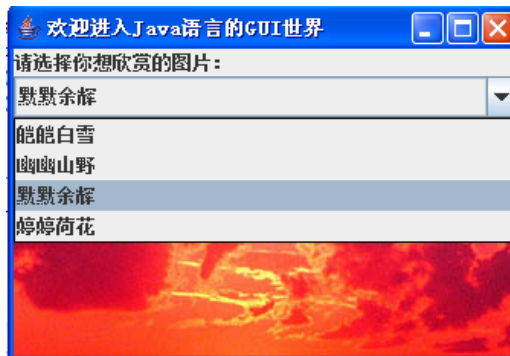 欢迎进入Java语言的GUI世界
请选择你想欣赏的图片：
默默余辉
皑皑白雪
幽幽山野
默默余辉
婷婷荷花